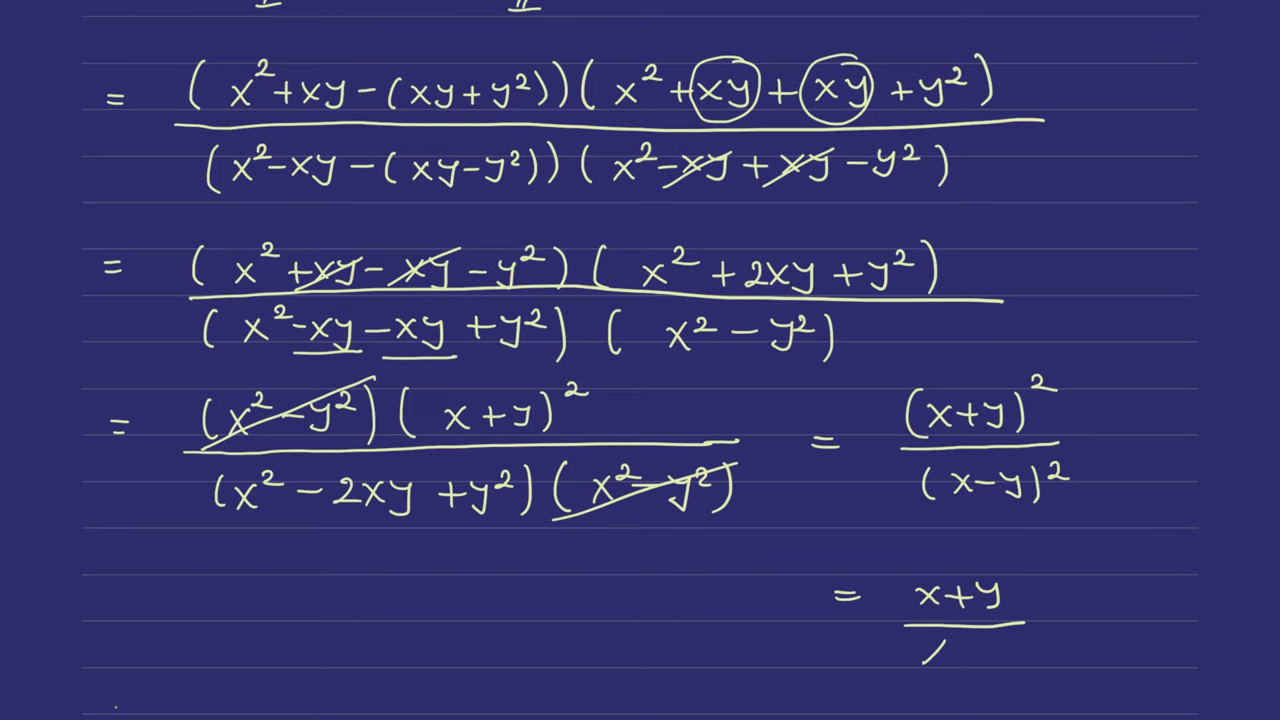 = (x²+xy-(xy+y²))(x²+xy+xy+y²)
(x²-xy-(xy-y²))(x²-xy+xy-y²)
= (x²+xy-xy-y²)(x²+2xy+y²)
(x²-xy-xy+y²)(x²-y²)
= (x²-y²)(x+y)² = (x+y)²
(x²-2xy+y²)(x²-y²) (x-y)²
= x+y